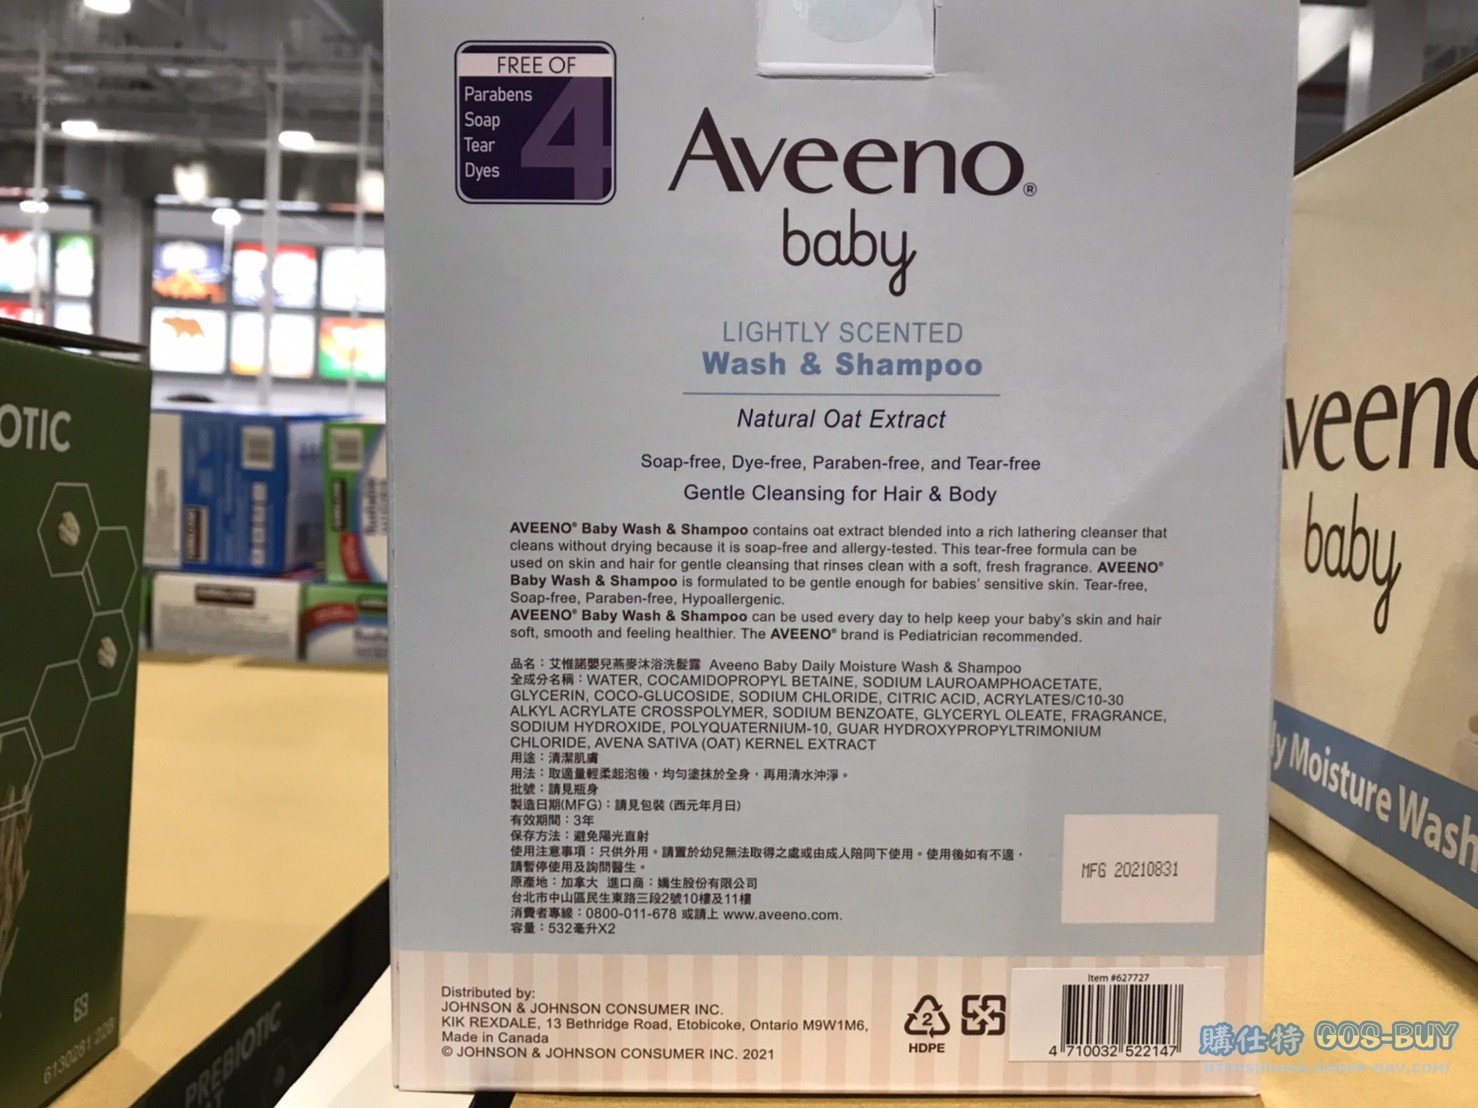 FREE OF
Parabens
Soap
Tear
Dyes
4
Aveeno®
baby
LIGHTLY SCENTED
Wash & Shampoo
Natural Oat Extract
Soap-free, Dye-free, Paraben-free, and Tear-free
Gentle Cleansing for Hair & Body
AVEENO® Baby Wash & Shampoo contains oat extract blended into a rich lathering cleanser that
cleans without drying because it is soap-free and allergy-tested. This tear-free formula can be
used on skin and hair for gentle cleansing that rinses clean with a soft, fresh fragrance. AVEENO®
Baby Wash & Shampoo is formulated to be gentle enough for babies' sensitive skin. Tear-free,
Soap-free, Paraben-free, Hypoallergenic.
AVEENO® Baby Wash & Shampoo can be used every day to help keep your baby's skin and hair
soft, smooth and feeling healthier. The AVEENO® brand is Pediatrician recommended.
品名：艾惟諾嬰兒燕麥沐浴洗髮露 Aveeno Baby Daily Moisture Wash & Shampoo
全成分名稱：WATER, COCAMIDOPROPYL BETAINE, SODIUM LAUROAMPHOACETATE,
GLYCERIN, COCO-GLUCOSIDE, SODIUM CHLORIDE, CITRIC ACID, ACRYLATES/C10-30
ALKYL ACRYLATE CROSSPOLYMER, SODIUM BENZOATE, GLYCERYL OLEATE, FRAGRANCE,
SODIUM HYDROXIDE, POLYQUATERNIUM-10, GUAR HYDROXYPROPYLTRIMONIUM
CHLORIDE, AVENA SATIVA (OAT) KERNEL EXTRACT
用途：清潔肌膚
用法：取適量輕柔起泡後，均勻塗抹於全身，再用清水沖淨。
批號：請見瓶身
製造日期(MFG)：請見包裝 (西元年月日)
有效期間：3年
保存方法：避免陽光直射
使用注意事項：只供外用。請置於幼兒無法取得之處或由成人陪同下使用。使用後如有不適，
請暫停使用及詢問醫生。
原產地：加拿大 進口商：嬌生股份有限公司
台北市中山區民生東路三段2號10樓及11樓
消費者專線：0800-011-678 或請上 www.aveeno.com.
容量：532毫升X2
MFG 20210831
Distributed by:
JOHNSON & JOHNSON CONSUMER INC.
KIK REXDALE, 13 Bethridge Road, Etobicoke, Ontario M9W1M6,
Made in Canada
© JOHNSON & JOHNSON CONSUMER INC. 2021
2
HDPE
Item #627727
4 710032 522147
OTIC
6130281 20B
PREBIOTIC
veeno
baby
y Moisture Wash
購仕特 GOS-BUY